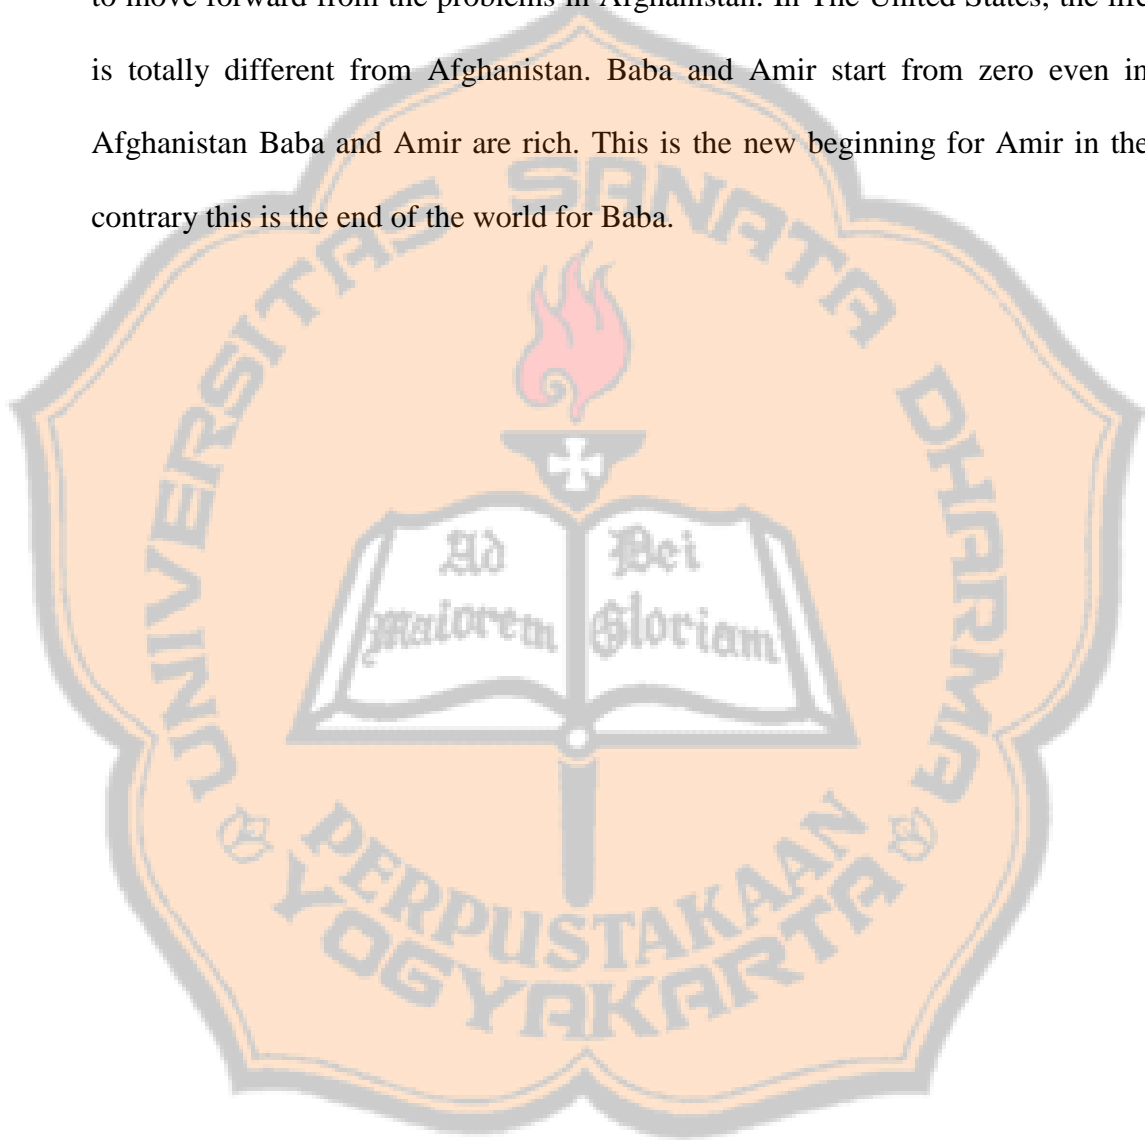 to move forward from the problems in Afghanistan. In The United States, the life
is totally different from Afghanistan. Baba and Amir start from zero even in
Afghanistan Baba and Amir are rich. This is the new beginning for Amir in the
contrary this is the end of the world for Baba.
UNIVERSITAS SANATA DHARMA
Ad Dei
Maiorem Gloriam
PERPUSTAKAAN
YOGYAKARTA